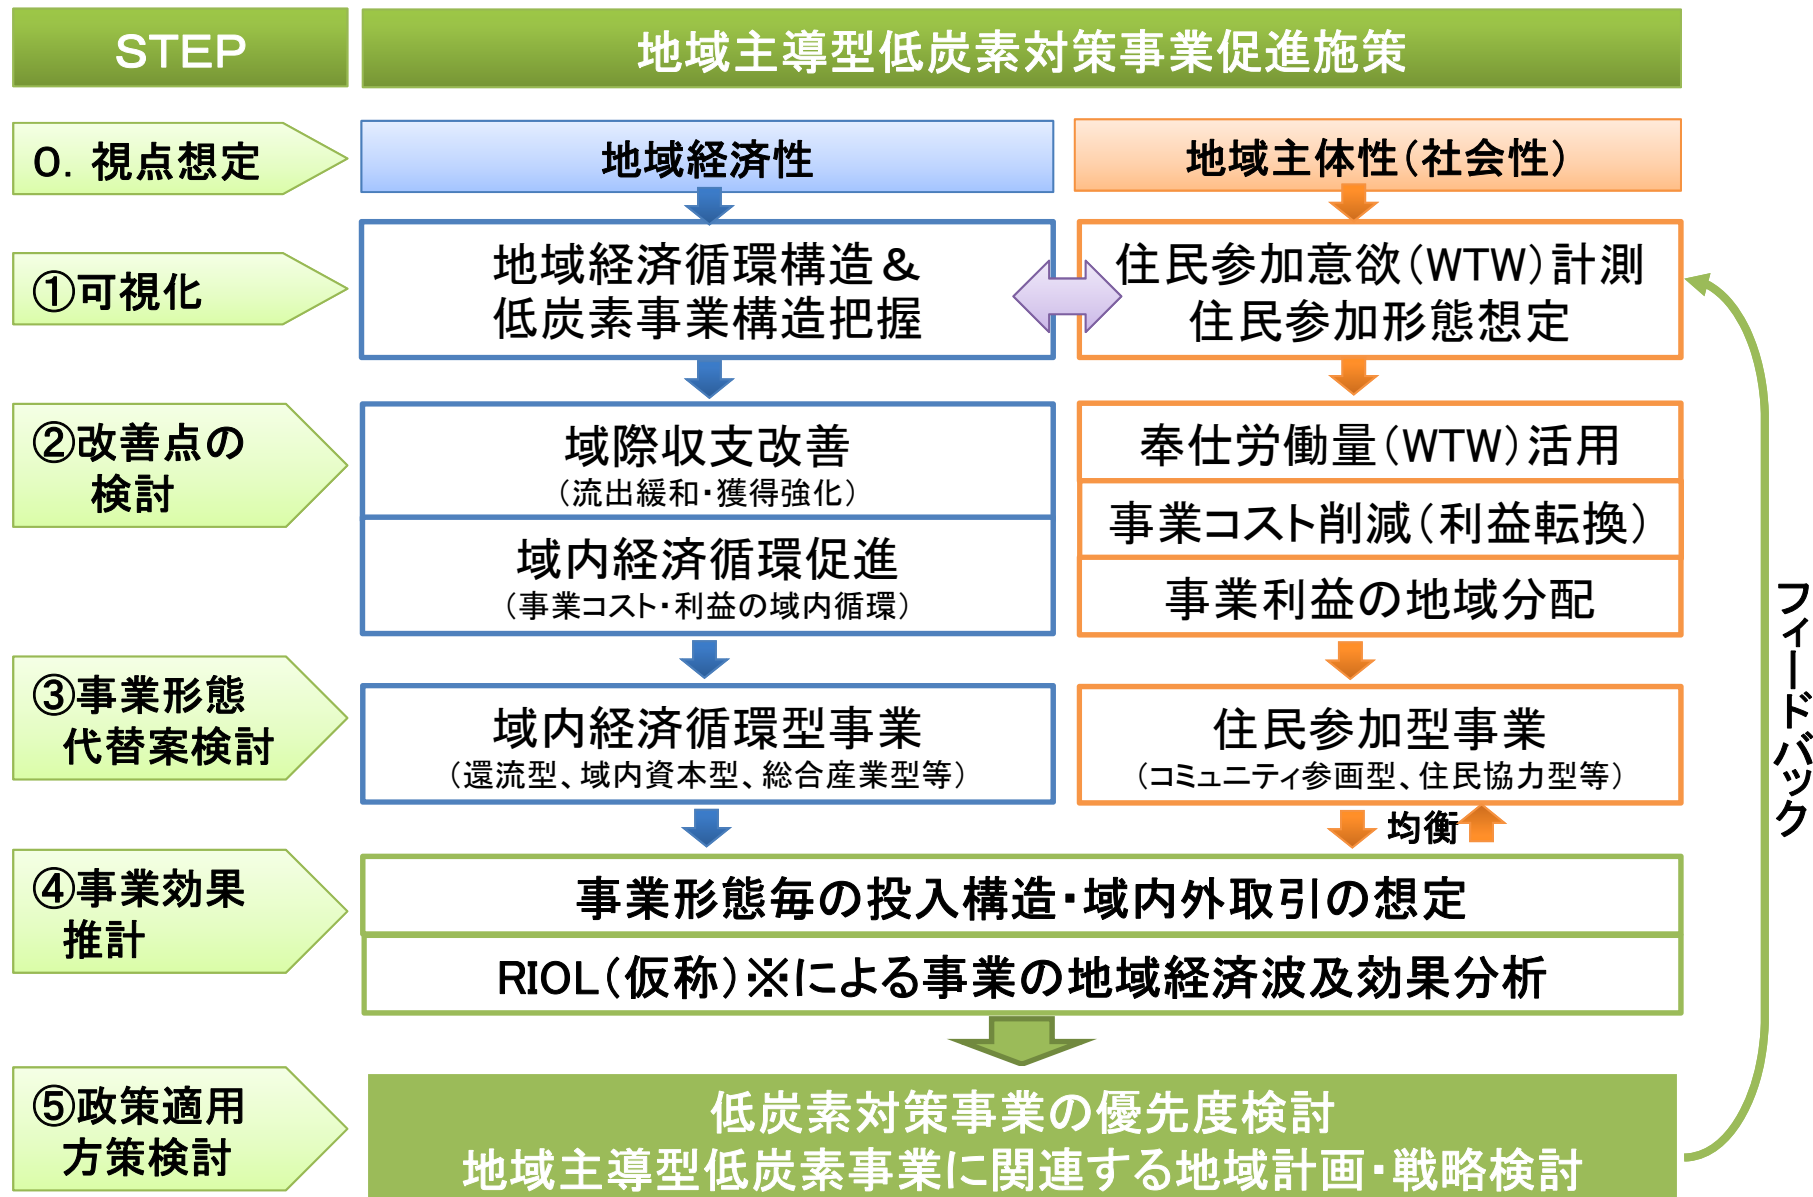 STEP
地域主導型低炭素対策事業促進施策
0. 視点想定
地域経済性
地域主体性(社会性)
①可視化
地域経済循環構造&
低炭素事業構造把握
住民参加意欲(WTW)計測
住民参加形態想定
②改善点の
検討
域際収支改善
(流出緩和・獲得強化)
域内経済循環促進
(事業コスト・利益の域内循環)
奉仕労働量(WTW)活用
事業コスト削減(利益転換)
事業利益の地域分配
③事業形態
代替案検討
域内経済循環型事業
(還流型、域内資本型、総合産業型等)
住民参加型事業
(コミュニティ参画型、住民協力型等)
均衡
④事業効果
推計
事業形態毎の投入構造・域内外取引の想定
RIOL(仮称)※による事業の地域経済波及効果分析
⑤政策適用
方策検討
低炭素対策事業の優先度検討
地域主導型低炭素事業に関連する地域計画・戦略検討
フィードバック